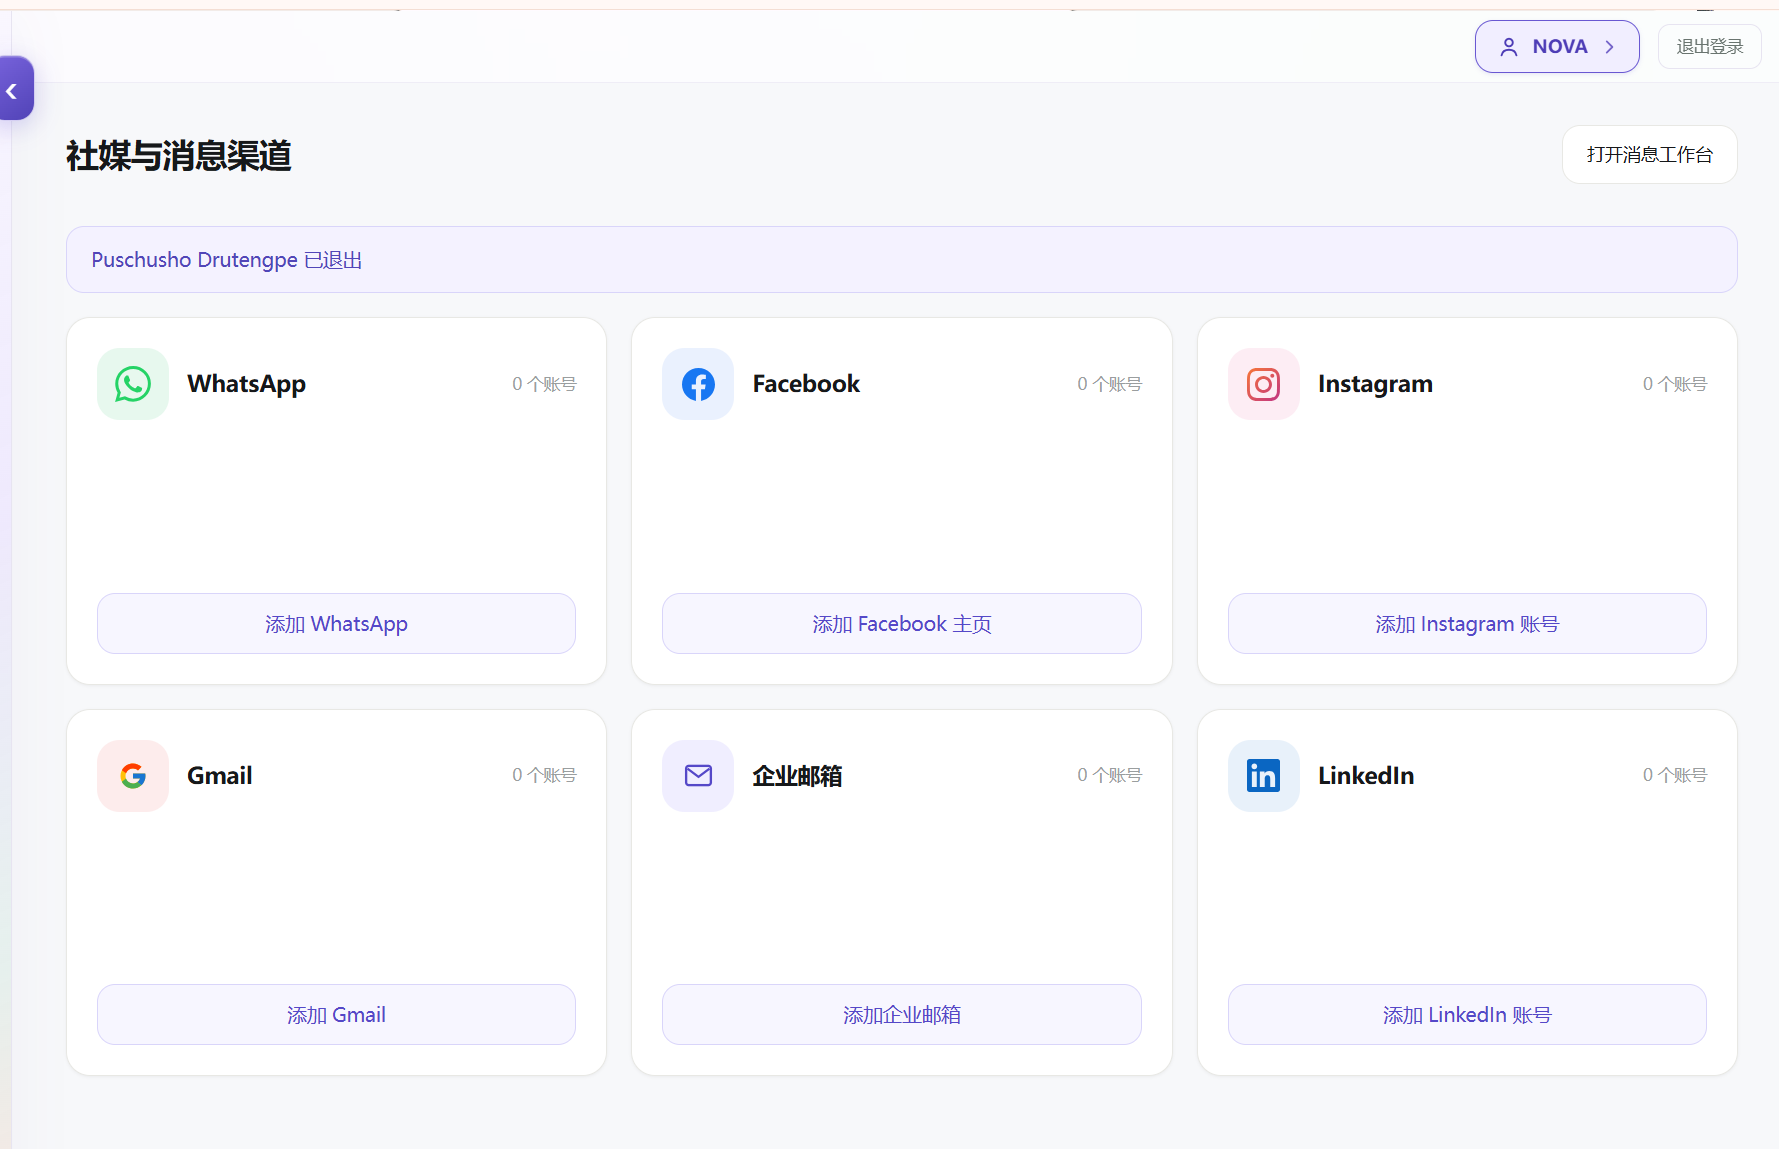 NOVA
退出登录
社媒与消息渠道
打开消息工作台
Puschusho Drutengpe 已退出
WhatsApp
0 个账号
Facebook
0 个账号
Instagram
0 个账号
添加 WhatsApp
添加 Facebook 主页
添加 Instagram 账号
Gmail
0 个账号
企业邮箱
0 个账号
LinkedIn
0 个账号
添加 Gmail
添加企业邮箱
添加 LinkedIn 账号